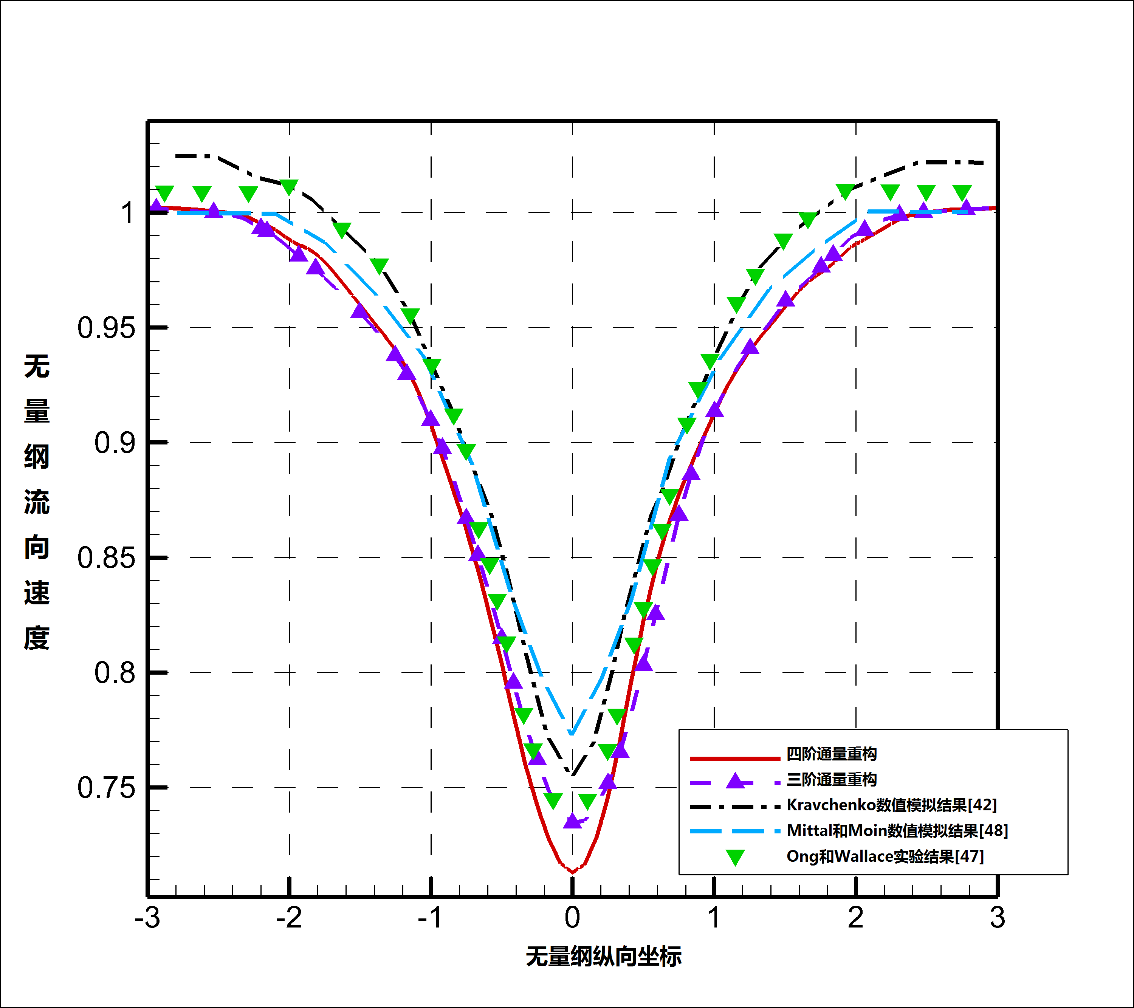 无量纲流向速度
1
0.95
0.9
0.85
0.8
0.75
-3 -2 -1 0 1 2 3
无量纲纵向坐标
四阶通量重构
三阶通量重构
Kravchenko数值模拟结果[42]
Mittal和Moin数值模拟结果[48]
Ong和Wallace实验结果[47]